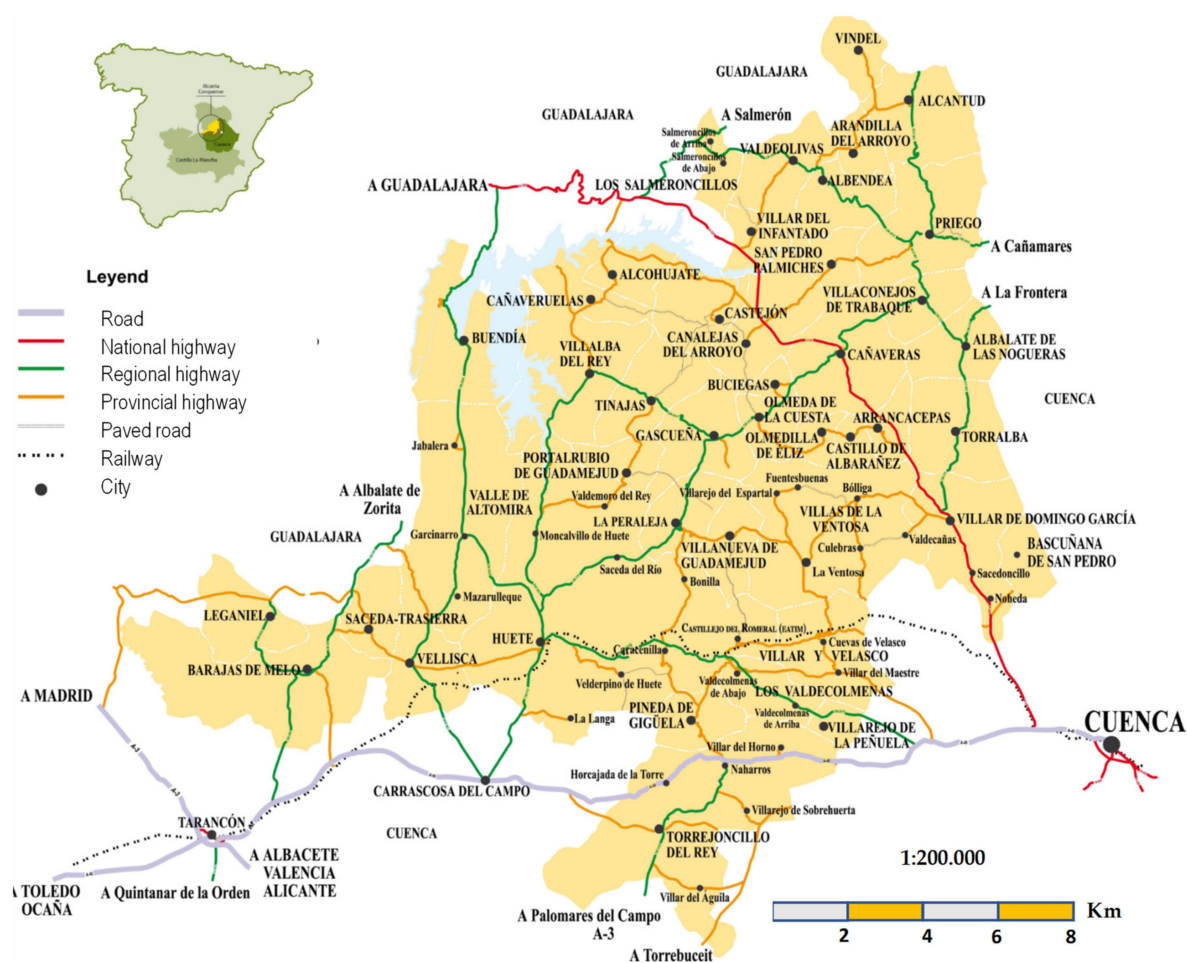 VINDEL
GUADALAJARA
ALCANTUD
GUADALAJARA
A Salmerón
ARANDILLA
DEL ARROYO
Salmeroncillos
de Arriba
VALDEOLIVAS
Salmeroncillos
de Abajo
Alcarria
Conquense
Cuenca
Castilla La Mancha
A GUADALAJARA
LOS SALMERONCILLOS
ALBENDEA
VILLAR DEL
INFANTADO
PRIEGO
A Cañamares
SAN PEDRO
PALMICHES
Leyend
Road
National highway
Regional highway
Provincial highway
Paved road
Railway
City
ALCOHUJATE
CAÑAVERUELAS
VILLACONEJOS
DE TRABAQUE
A La Frontera
CASTEJÓN
BUENDÍA
VILLALBA
DEL REY
CANALEJAS
DEL ARROYO
CAÑAVERAS
ALBALATE DE
LAS NOGUERAS
BUCIEGAS
CUENCA
TINAJAS
OLMEDA DE
LA CUESTA
ARRANCACEPAS
GASCUEÑA
OLMEDILLA
DE ÉLIZ
CASTILLO DE
ALBARAÑEZ
TORRALBA
Jabalera
PORTALRUBIO
DE GUADAMEJUD
Fuentesbuenas
A Albalate de
Zorita
VALLE DE
ALTOMIRA
Valdemoro del Rey
Villarejo del Espartal
Bólliga
GUADALAJARA
Garcinarro
Moncalvillo de Huete
LA PERALEJA
VILLAS DE LA
VENTOSA
VILLAR DE DOMINGO GARCÍA
VILLANUEVA DE
GUADAMEJUD
Culebras
Valdecañas
BASCUÑANA
DE SAN PEDRO
Saceda del Río
La Ventosa
Bonilla
Sacedoncillo
Mazarulleque
Noheda
LEGANIEL
SACEDA-TRASIERRA
HUETE
CASTILLEJO DEL ROMERAL (EATIM)
Cuevas de Velasco
Caracenilla
VILLAR Y VELASCO
BARAJAS DE MELO
VELLISCA
Velderpino de Huete
Valdecolmenas
de Abajo
Villar del Maestre
LOS VALDECOLMENAS
A MADRID
La Langa
PINEDA DE
GIGÜELA
Valdecolmenas
de Arriba
VILLAREJO DE
LA PEÑUELA
CUENCA
Villar del Horno
Naharros
Horcajada de la Torre
CARRASCOSA DEL CAMPO
A-3
TARANCÓN
CUENCA
Villarejo de Sobrehuerta
TORREJONCILLO
DEL REY
A ALBACETE
VALENCIA
ALICANTE
A TOLEDO
OCAÑA
A Quintanar de la Orden
Villar del Águila
A Palomares del Campo
A-3
A Torrebuceit
1:200.000
Km
2 4 6 8